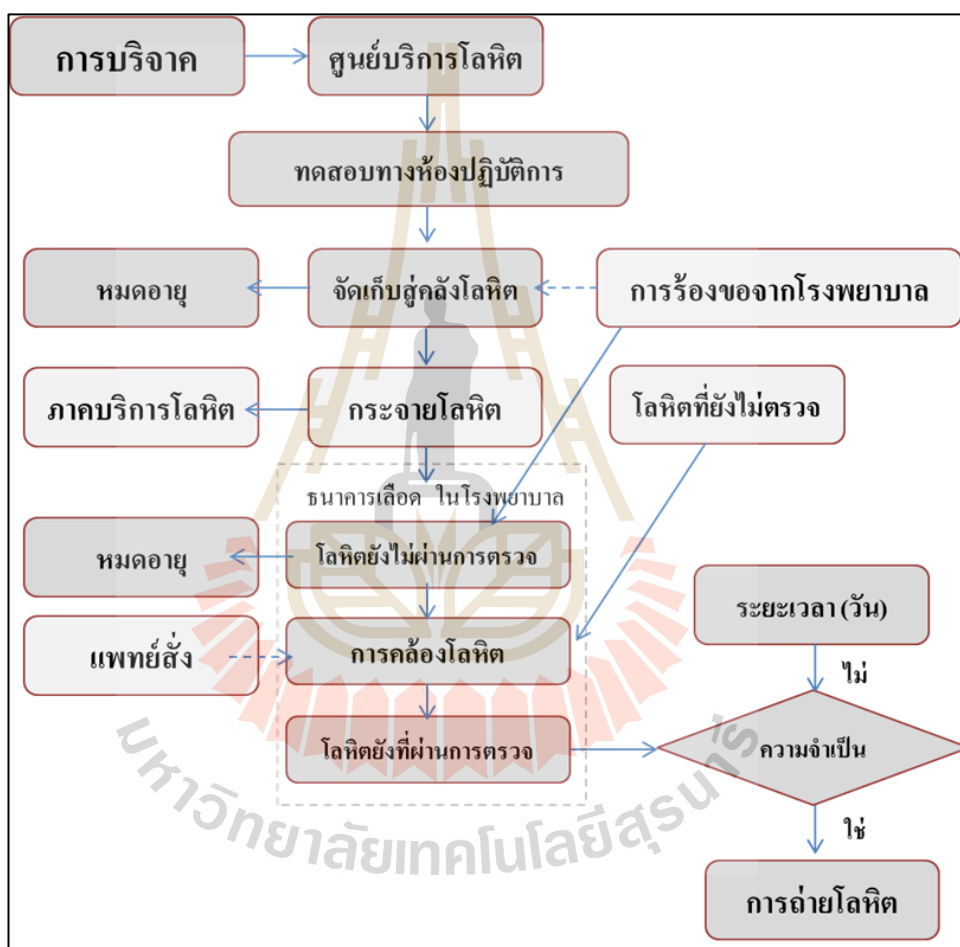 การบริจาค
ศูนย์บริการโลหิต
ทดสอบทางห้องปฏิบัติการ
หมดอายุ
จัดเก็บสู่คลังโลหิต
การร้องขอจากโรงพยาบาล
ภาคบริการโลหิต
กระจายโลหิต
โลหิตที่ยังไม่ตรวจ
ธนาคารเลือด ในโรงพยาบาล
หมดอายุ
โลหิตยังไม่ผ่านการตรวจ
ระยะเวลา (วัน)
แพทย์สั่ง
การคล้องโลหิต
ไม่
โลหิตยังที่ผ่านการตรวจ
ความจำเป็น
ใช่
การถ่ายโลหิต
มหาวิทยาลัยเทคโนโลยีสุรนารี